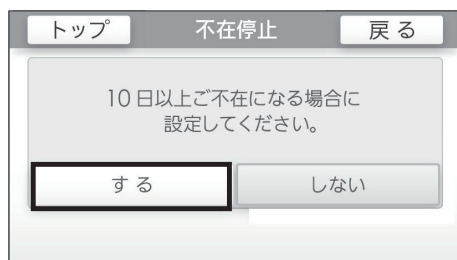 トップ 不在停止 戻る
10日以上ご不在になる場合に
設定してください。
する しない